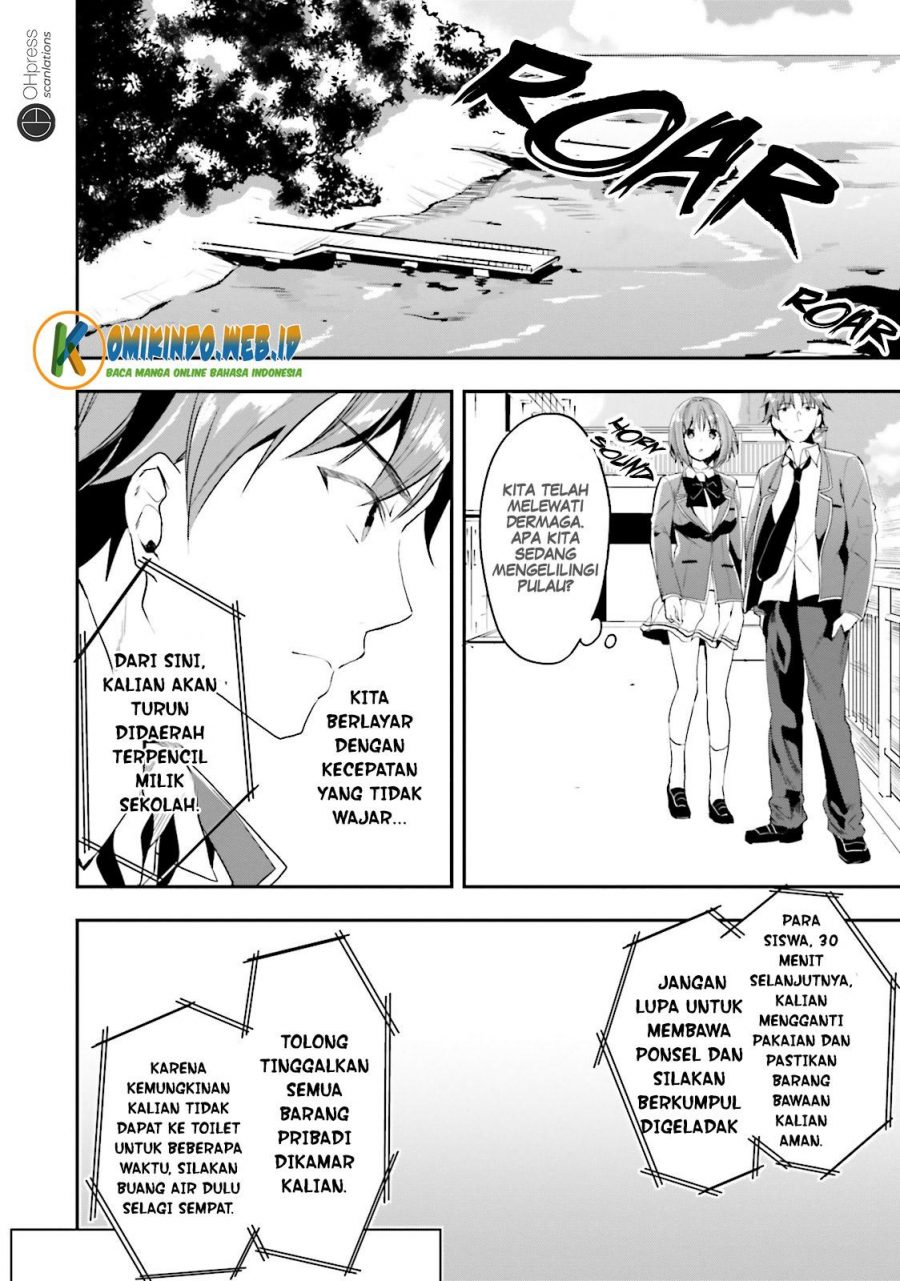 OHpress
scanlations
ROAR
ROAR
KOMIKINDO.WEB.ID
BACA MANGA ONLINE BAHASA INDONESIA
HORN
SOUND
KITA TELAH
MELEWATI
DERMAGA.
APA KITA
SEDANG
MENGELILINGI
PULAU?
KITA
BERLAYAR
DENGAN
KECEPATAN
YANG TIDAK
WAJAR...
DARI SINI,
KALIAN AKAN
TURUN
DIDAERAH
TERPENCIL
MILIK
SEKOLAH.
PARA
SISWA, 30
MENIT
SELANJUTNYA,
KALIAN
MENGGANTI
PAKAIAN DAN
PASTIKAN
BARANG
BAWAAN
KALIAN
AMAN.
JANGAN
LUPA UNTUK
MEMBAWA
PONSEL DAN
SILAKAN
BERKUMPUL
DIGELADAK
TOLONG
TINGGALKAN
SEMUA
BARANG
PRIBADI
DIKAMAR
KALIAN.
KARENA
KEMUNGKINAN
KALIAN TIDAK
DAPAT KE TOILET
UNTUK BEBERAPA
WAKTU, SILAKAN
BUANG AIR DULU
SELAGI SEMPAT.